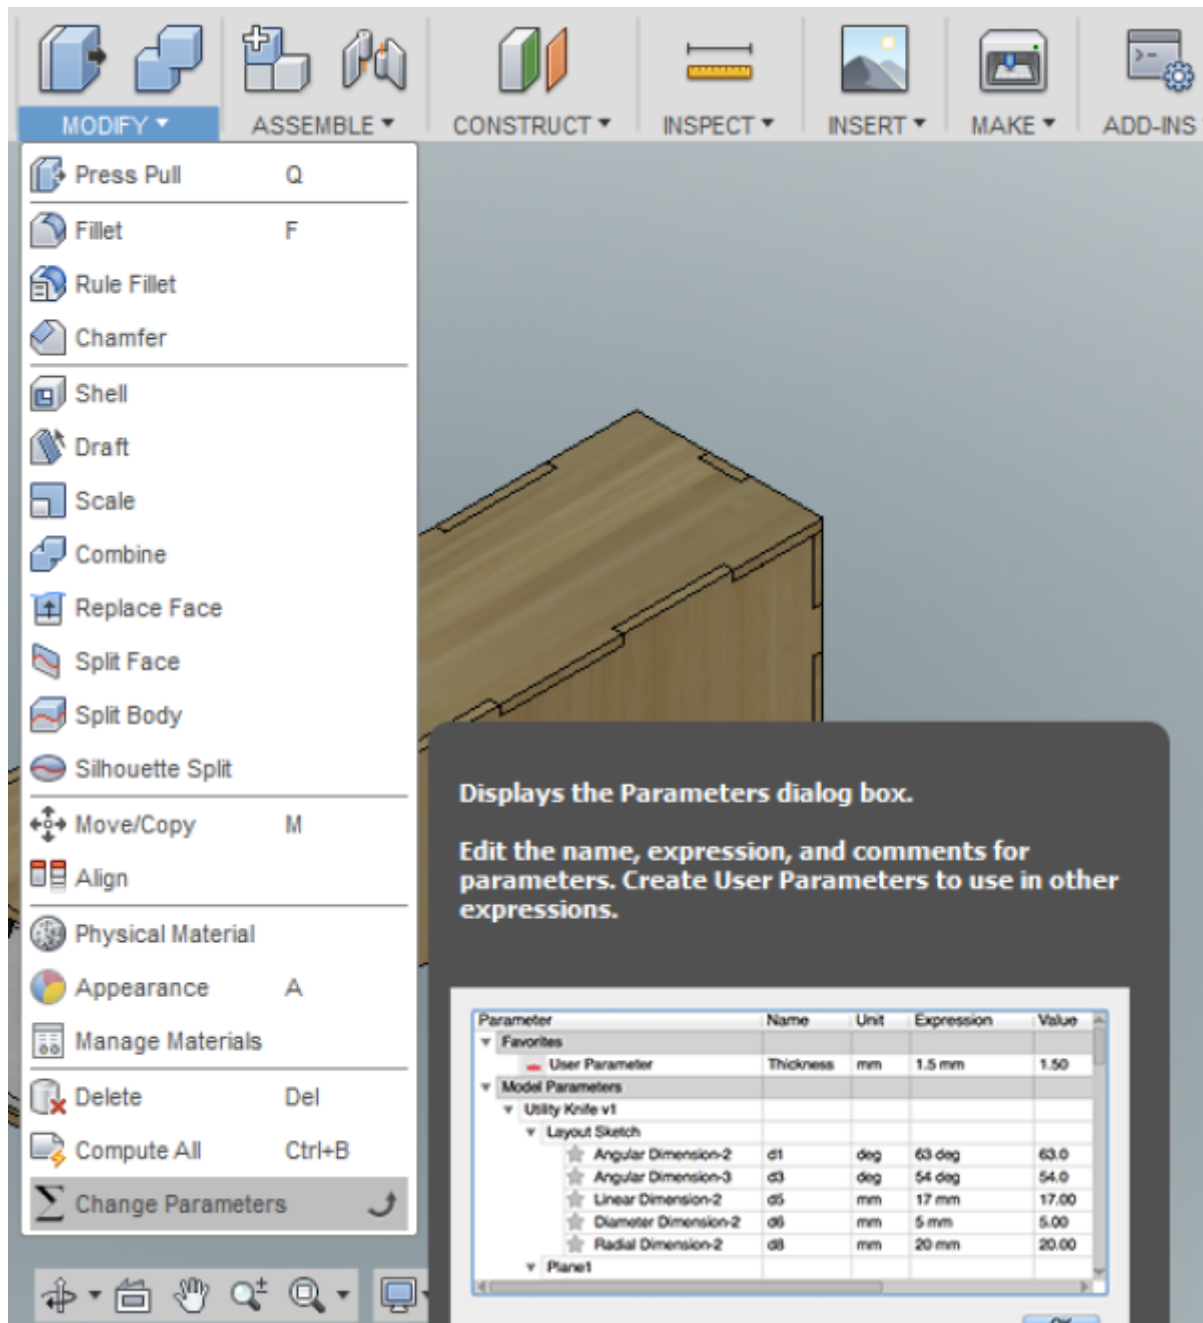 MODIFY ▾ ASSEMBLE ▾ CONSTRUCT ▾ INSPECT ▾ INSERT ▾ MAKE ▾ ADD-INS
Press Pull Q
Fillet F
Rule Fillet
Chamfer
Shell
Draft
Scale
Combine
Replace Face
Split Face
Split Body
Silhouette Split
Move/Copy M
Align
Physical Material
Appearance A
Manage Materials
Delete Del
Compute All Ctrl+B
Change Parameters
Displays the Parameters dialog box.
Edit the name, expression, and comments for
parameters. Create User Parameters to use in other
expressions.
Parameter Name Unit Expression Value
Favorites
User Parameter Thickness mm 1.5 mm 1.50
Model Parameters
Utility Knife v1
Layout Sketch
Angular Dimension-2 d1 deg 63 deg 63.0
Angular Dimension-3 d3 deg 54 deg 54.0
Linear Dimension-2 d5 mm 17 mm 17.00
Diameter Dimension-2 d6 mm 5 mm 5.00
Radial Dimension-2 d8 mm 20 mm 20.00
Plane1